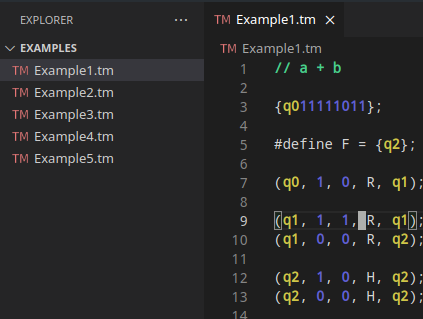 EXPLORER
EXAMPLES
TM Example1.tm
TM Example2.tm
TM Example3.tm
TM Example4.tm
TM Example5.tm
TM Example1.tm ×
TM Example1.tm
1 // a + b
2
3 {q011111011};
4
5 #define F = {q2};
6
7 (q0, 1, 0, R, q1);
8
9 (q1, 1, 1, R, q1);
10 (q1, 0, 0, R, q2);
11
12 (q2, 1, 0, H, q2);
13 (q2, 0, 0, H, q2);
14